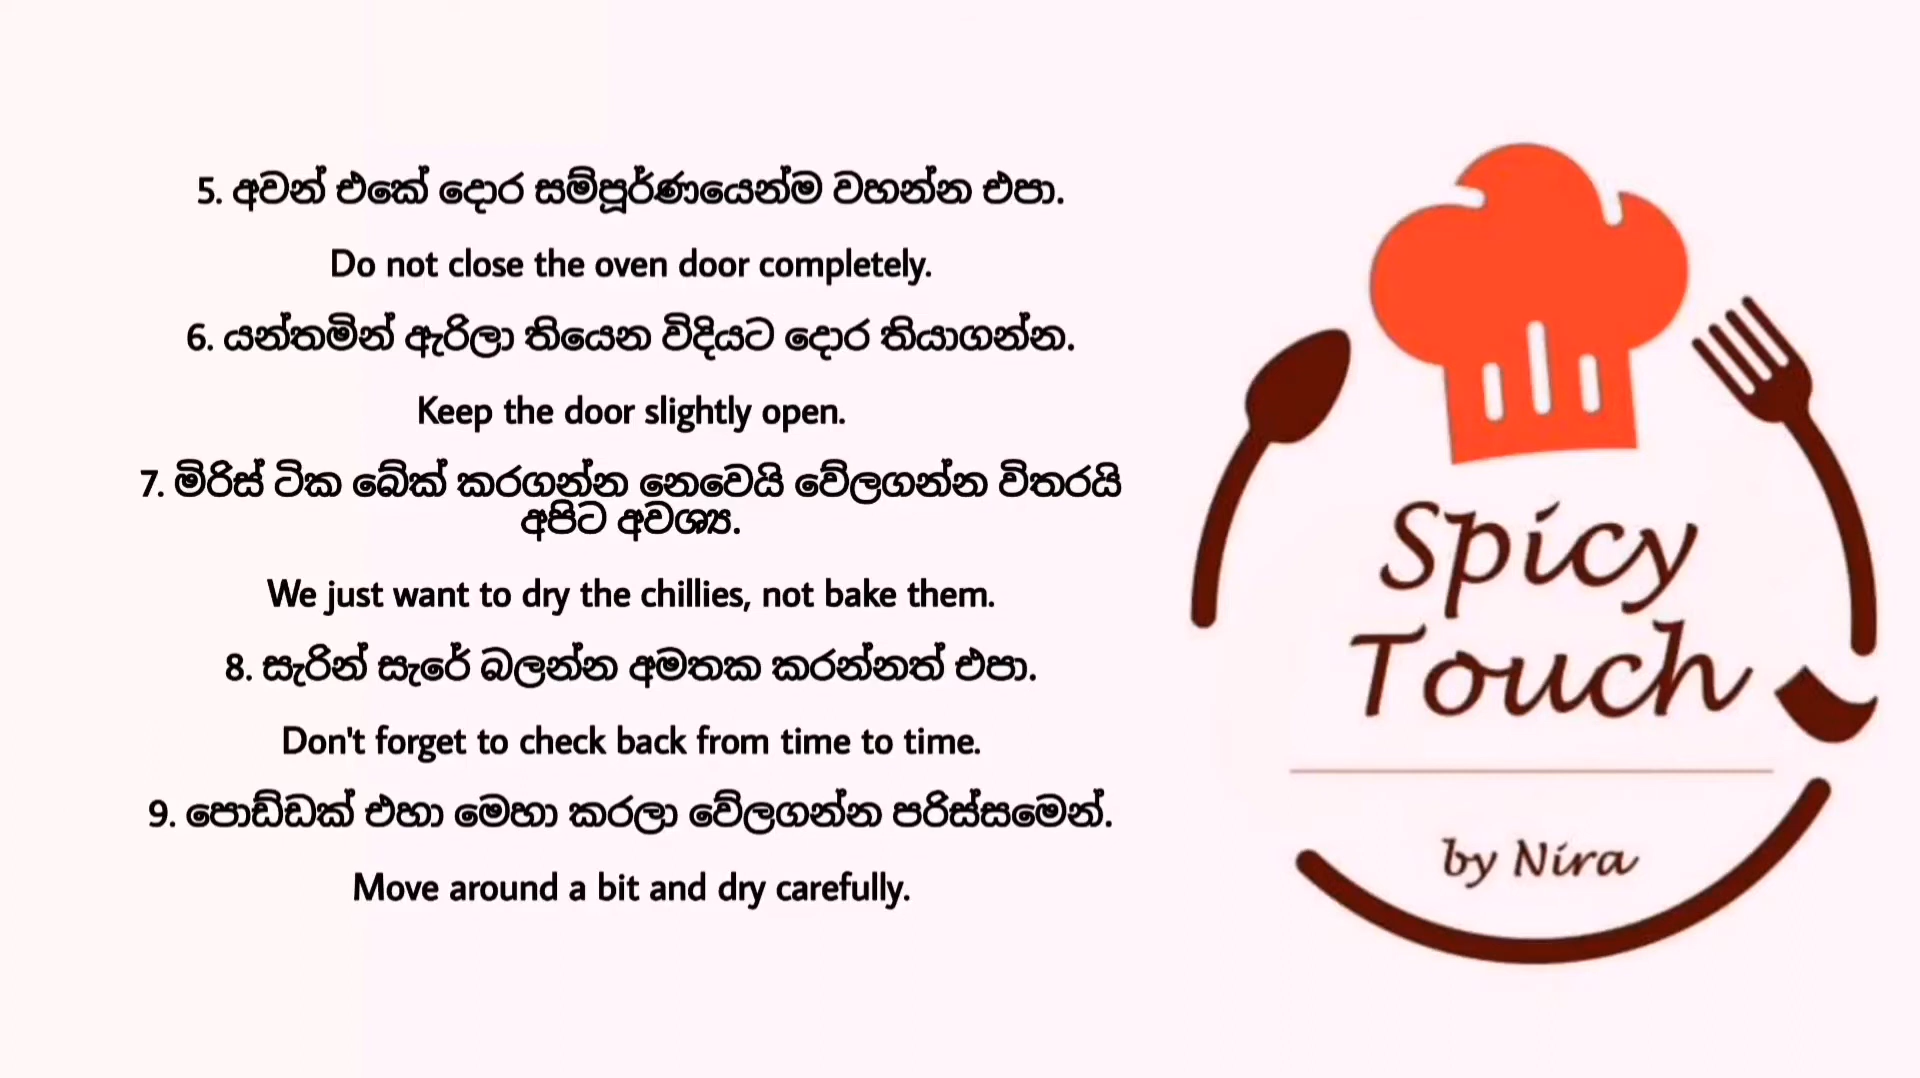 5. අවන් එකේ දොර සම්පූර්ණයෙන්ම වහන්න එපා.
Do not close the oven door completely.
6. යන්තමින් ඇරිලා තියෙන විදියට දොර තියාගන්න.
Keep the door slightly open.
7. මිරිස් ටික බේක් කරගන්න නෙවෙයි වේලගන්න විතරයි
අපිට අවශ්‍ය.
We just want to dry the chillies, not bake them.
8. සැරින් සැරේ බලන්න අමතක කරන්නත් එපා.
Don't forget to check back from time to time.
9. පොඩ්ඩක් එහා මෙහා කරලා වේලගන්න පරිස්සමෙන්.
Move around a bit and dry carefully.
Spicy
Touch
by Nira